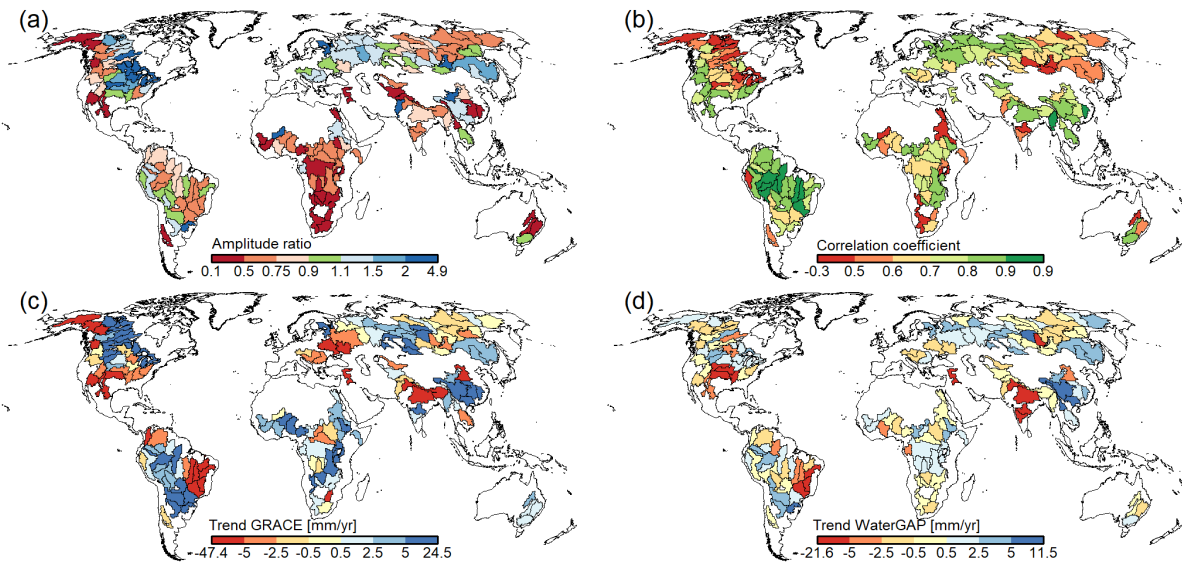 (a)
(b)
Amplitude ratio
0.1 0.5 0.75 0.9 1.1 1.5 2 4.9
Correlation coefficient
-0.3 0.5 0.6 0.7 0.8 0.9 0.9
(c)
(d)
Trend GRACE [mm/yr]
-47.4 -5 -2.5 -0.5 0.5 2.5 5 24.5
Trend WaterGAP [mm/yr]
-21.6 -5 -2.5 -0.5 0.5 2.5 5 11.5